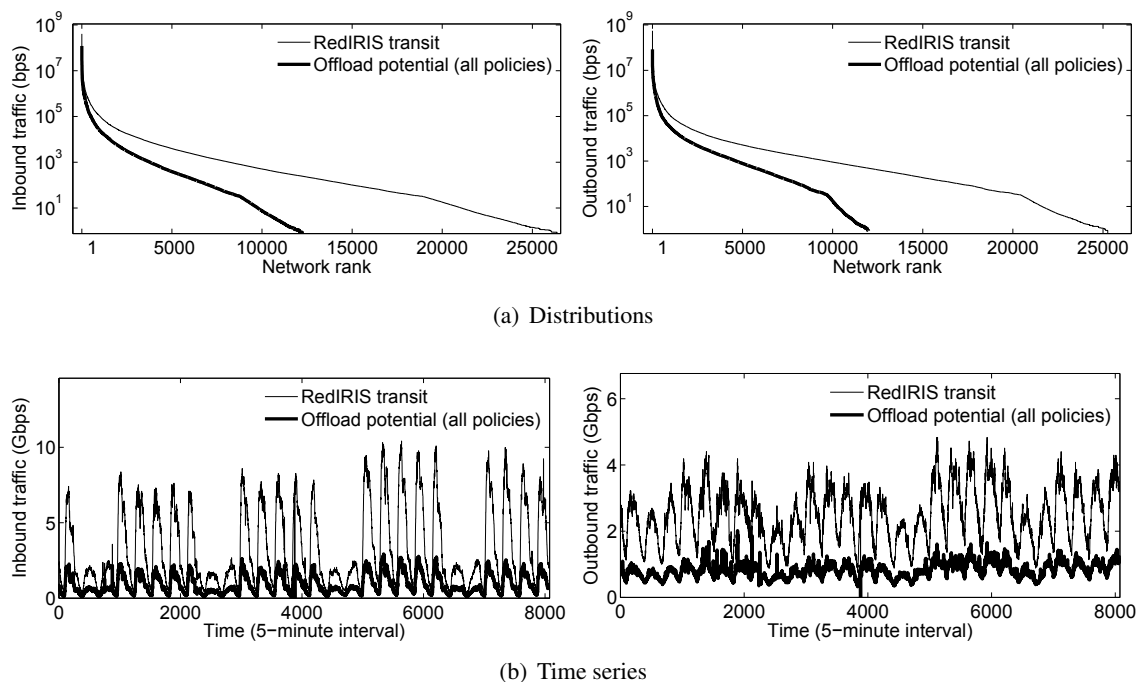 Inbound traffic (bps)
10^9
10^7
10^5
10^3
10^1
RedIRIS transit
Offload potential (all policies)
1 5000 10000 15000 20000 25000
Network rank
Outbound traffic (bps)
10^9
10^7
10^5
10^3
10^1
RedIRIS transit
Offload potential (all policies)
1 5000 10000 15000 20000 25000
Network rank
(a) Distributions
Inbound traffic (Gbps)
10
5
0
RedIRIS transit
Offload potential (all policies)
0 2000 4000 6000 8000
Time (5−minute interval)
Outbound traffic (Gbps)
6
4
2
0
RedIRIS transit
Offload potential (all policies)
0 2000 4000 6000 8000
Time (5−minute interval)
(b) Time series